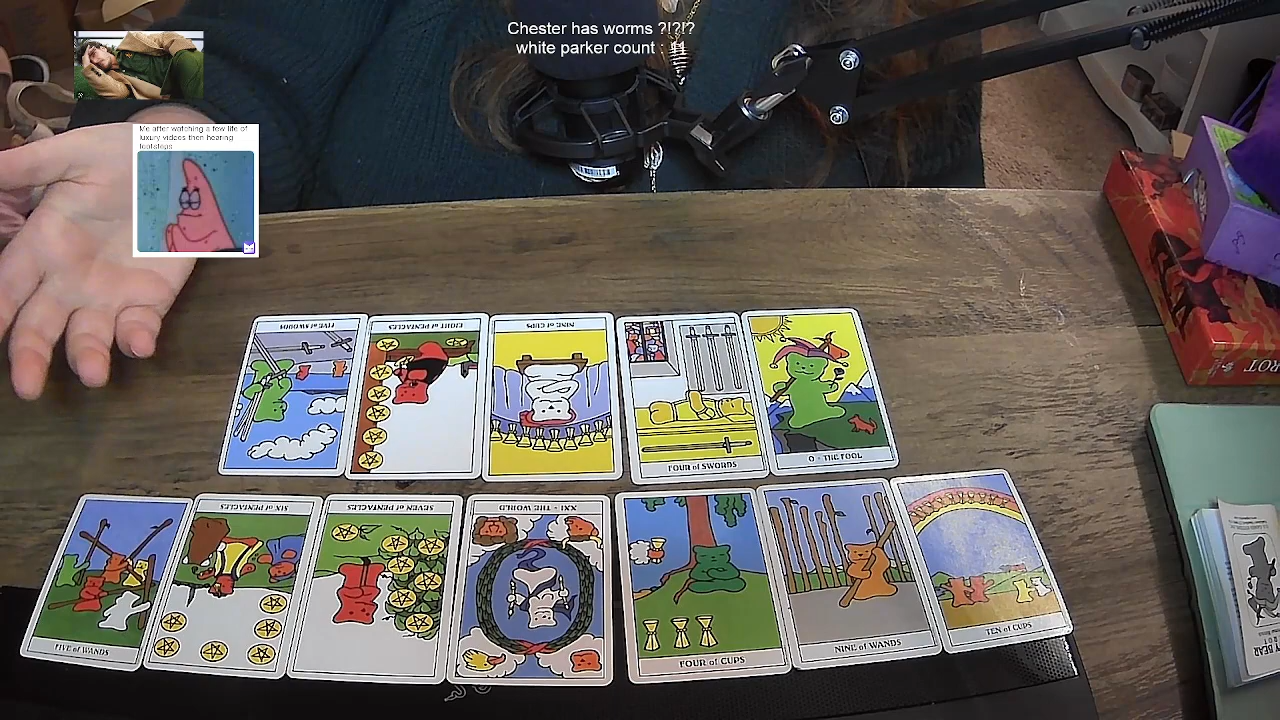 Chester has worms ?!?!?
white parker count : 11
Me after watching a few life of
luxury videos then hearing
footsteps
FIVE of SWORDS
EIGHT of PENTACLES
NINE of CUPS
FOUR of SWORDS
0 - THE FOOL
FIVE of WANDS
SIX of PENTACLES
SEVEN of PENTACLES
XXI - THE WORLD
FOUR of CUPS
NINE of WANDS
TEN of CUPS